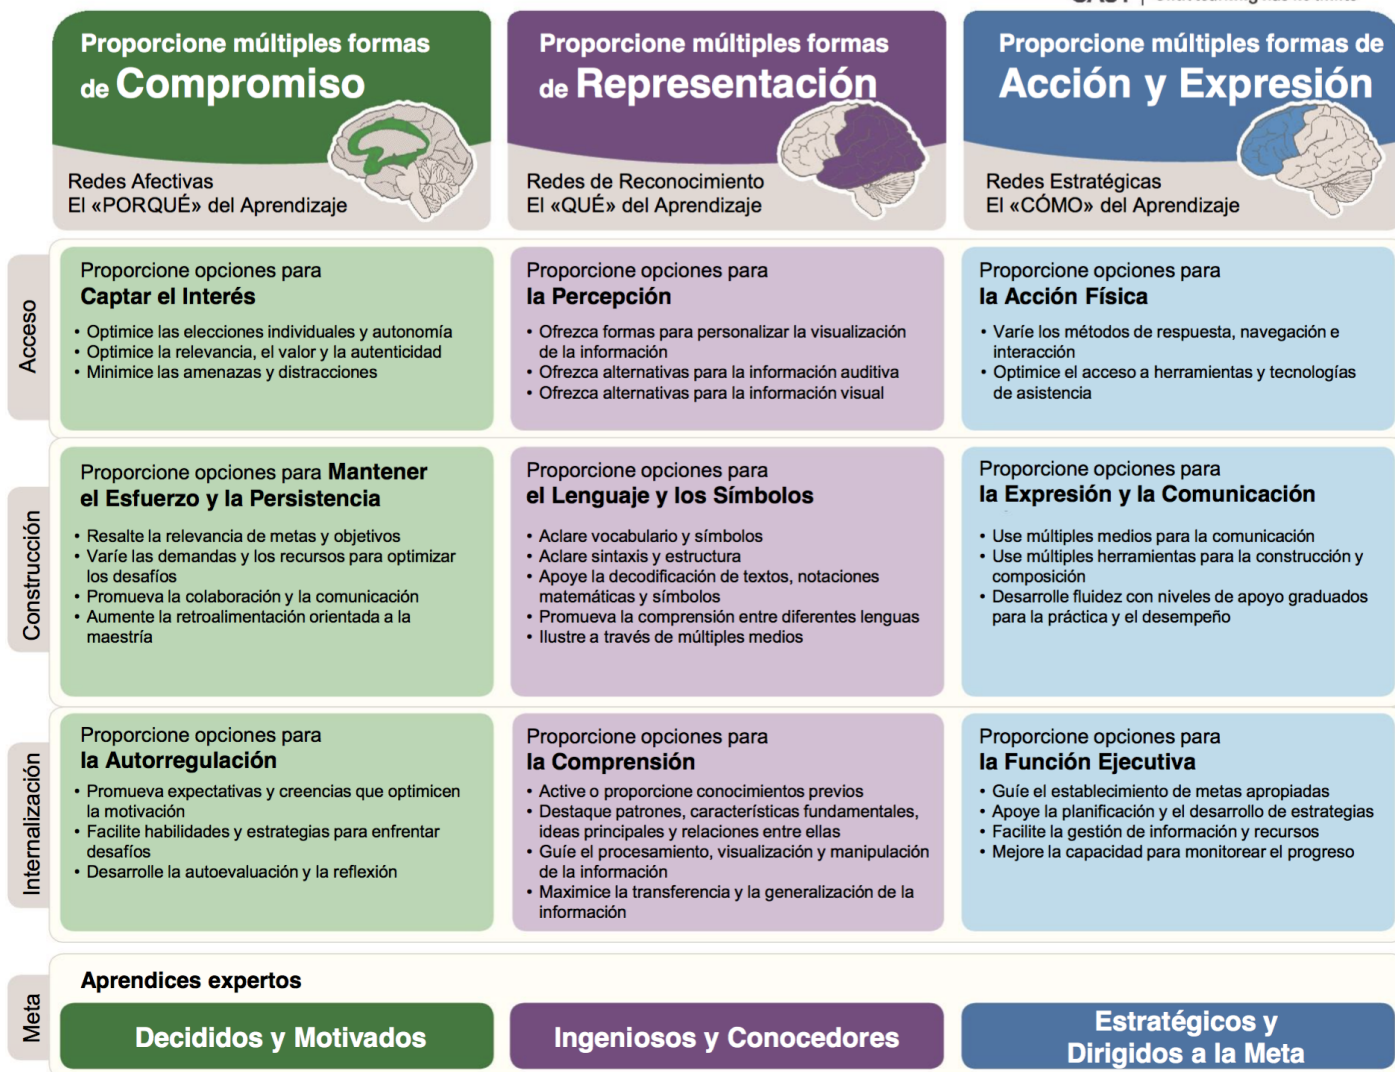 Proporcione múltiples formas
de Compromiso
Redes Afectivas
El «PORQUÉ» del Aprendizaje
Proporcione múltiples formas
de Representación
Redes de Reconocimiento
El «QUÉ» del Aprendizaje
Proporcione múltiples formas de
Acción y Expresión
Redes Estratégicas
El «CÓMO» del Aprendizaje
Acceso
Proporcione opciones para
Captar el Interés
• Optimice las elecciones individuales y autonomía
• Optimice la relevancia, el valor y la autenticidad
• Minimice las amenazas y distracciones
Proporcione opciones para
la Percepción
• Ofrezca formas para personalizar la visualización
de la información
• Ofrezca alternativas para la información auditiva
• Ofrezca alternativas para la información visual
Proporcione opciones para
la Acción Física
• Varíe los métodos de respuesta, navegación e
interacción
• Optimice el acceso a herramientas y tecnologías
de asistencia
Construcción
Proporcione opciones para Mantener
el Esfuerzo y la Persistencia
• Resalte la relevancia de metas y objetivos
• Varíe las demandas y los recursos para optimizar
los desafíos
• Promueva la colaboración y la comunicación
• Aumente la retroalimentación orientada a la
maestría
Proporcione opciones para
el Lenguaje y los Símbolos
• Aclare vocabulario y símbolos
• Aclare sintaxis y estructura
• Apoye la decodificación de textos, notaciones
matemáticas y símbolos
• Promueva la comprensión entre diferentes lenguas
• Ilustre a través de múltiples medios
Proporcione opciones para
la Expresión y la Comunicación
• Use múltiples medios para la comunicación
• Use múltiples herramientas para la construcción y
composición
• Desarrolle fluidez con niveles de apoyo graduados
para la práctica y el desempeño
Internalización
Proporcione opciones para
la Autorregulación
• Promueva expectativas y creencias que optimicen
la motivación
• Facilite habilidades y estrategias para enfrentar
desafíos
• Desarrolle la autoevaluación y la reflexión
Proporcione opciones para
la Comprensión
• Active o proporcione conocimientos previos
• Destaque patrones, características fundamentales,
ideas principales y relaciones entre ellas
• Guíe el procesamiento, visualización y manipulación
de la información
• Maximice la transferencia y la generalización de la
información
Proporcione opciones para
la Función Ejecutiva
• Guíe el establecimiento de metas apropiadas
• Apoye la planificación y el desarrollo de estrategias
• Facilite la gestión de información y recursos
• Mejore la capacidad para monitorear el progreso
Meta
Aprendices expertos
Decididos y Motivados
Ingeniosos y Conocedores
Estratégicos y
Dirigidos a la Meta